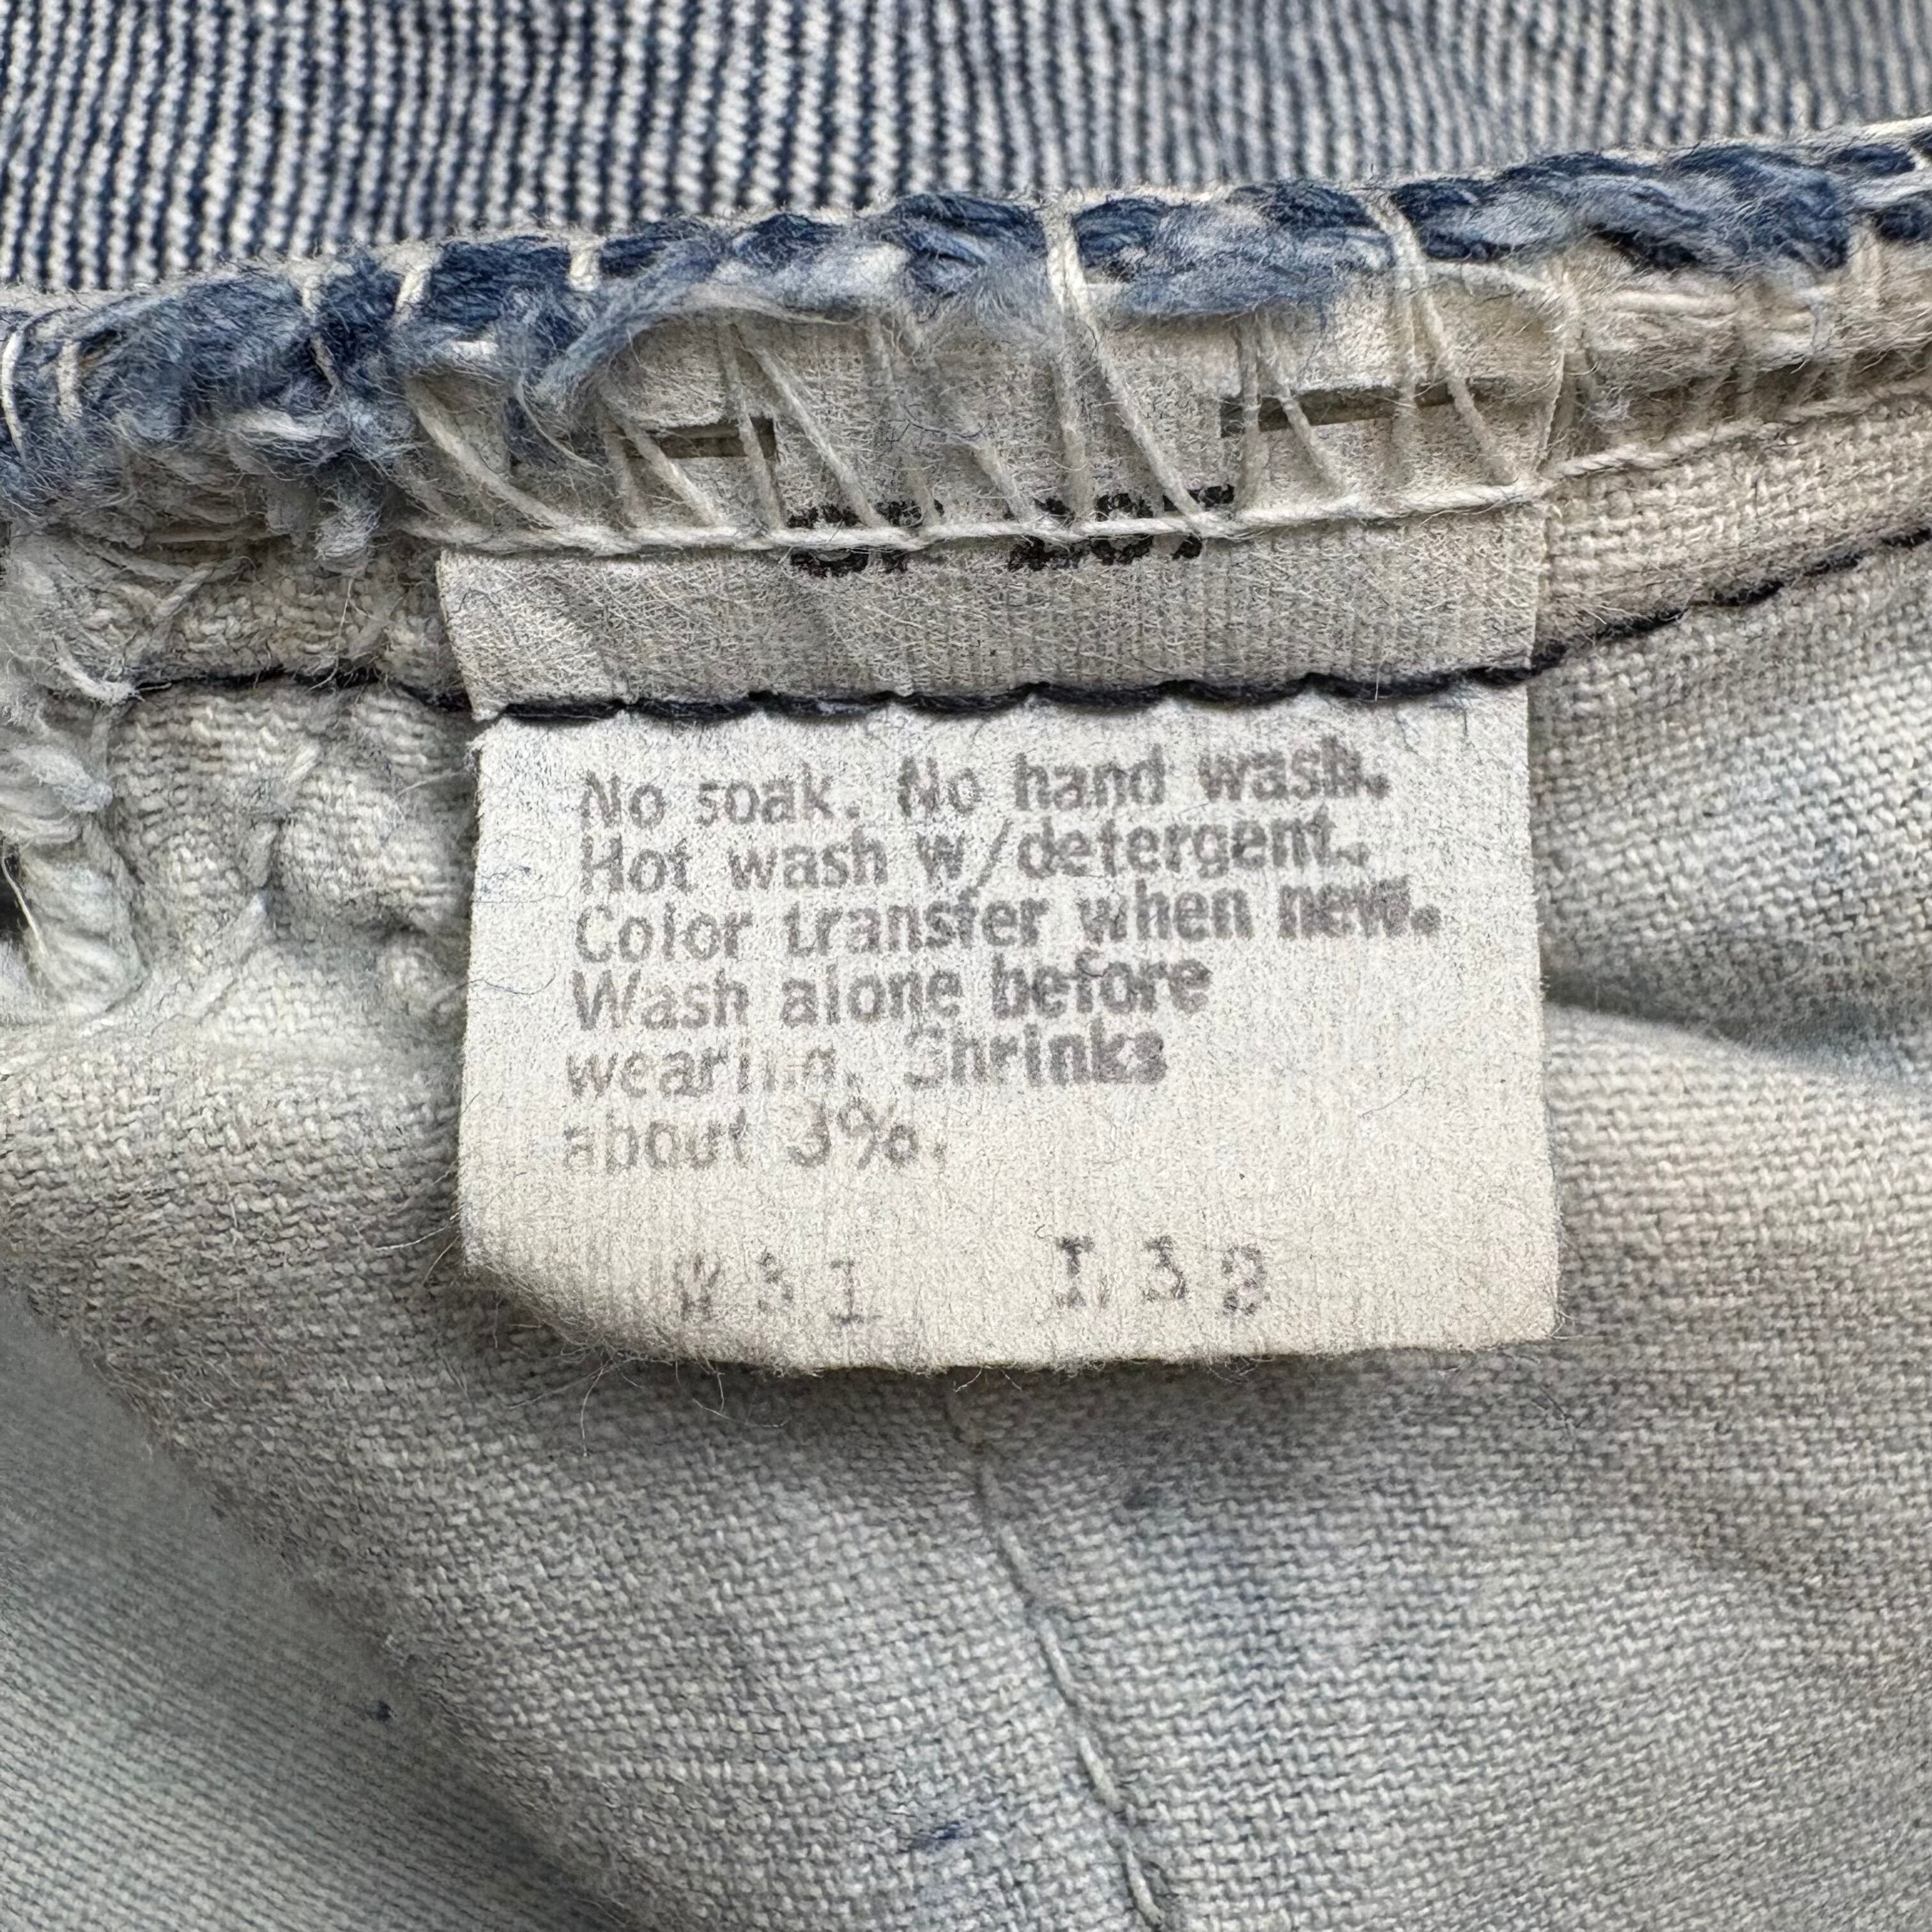 No soak. No hand wash.
Hot wash w/detergent.
Color transfer when new.
Wash alone before
wearing. Shrinks
about 3%.
W31 L32